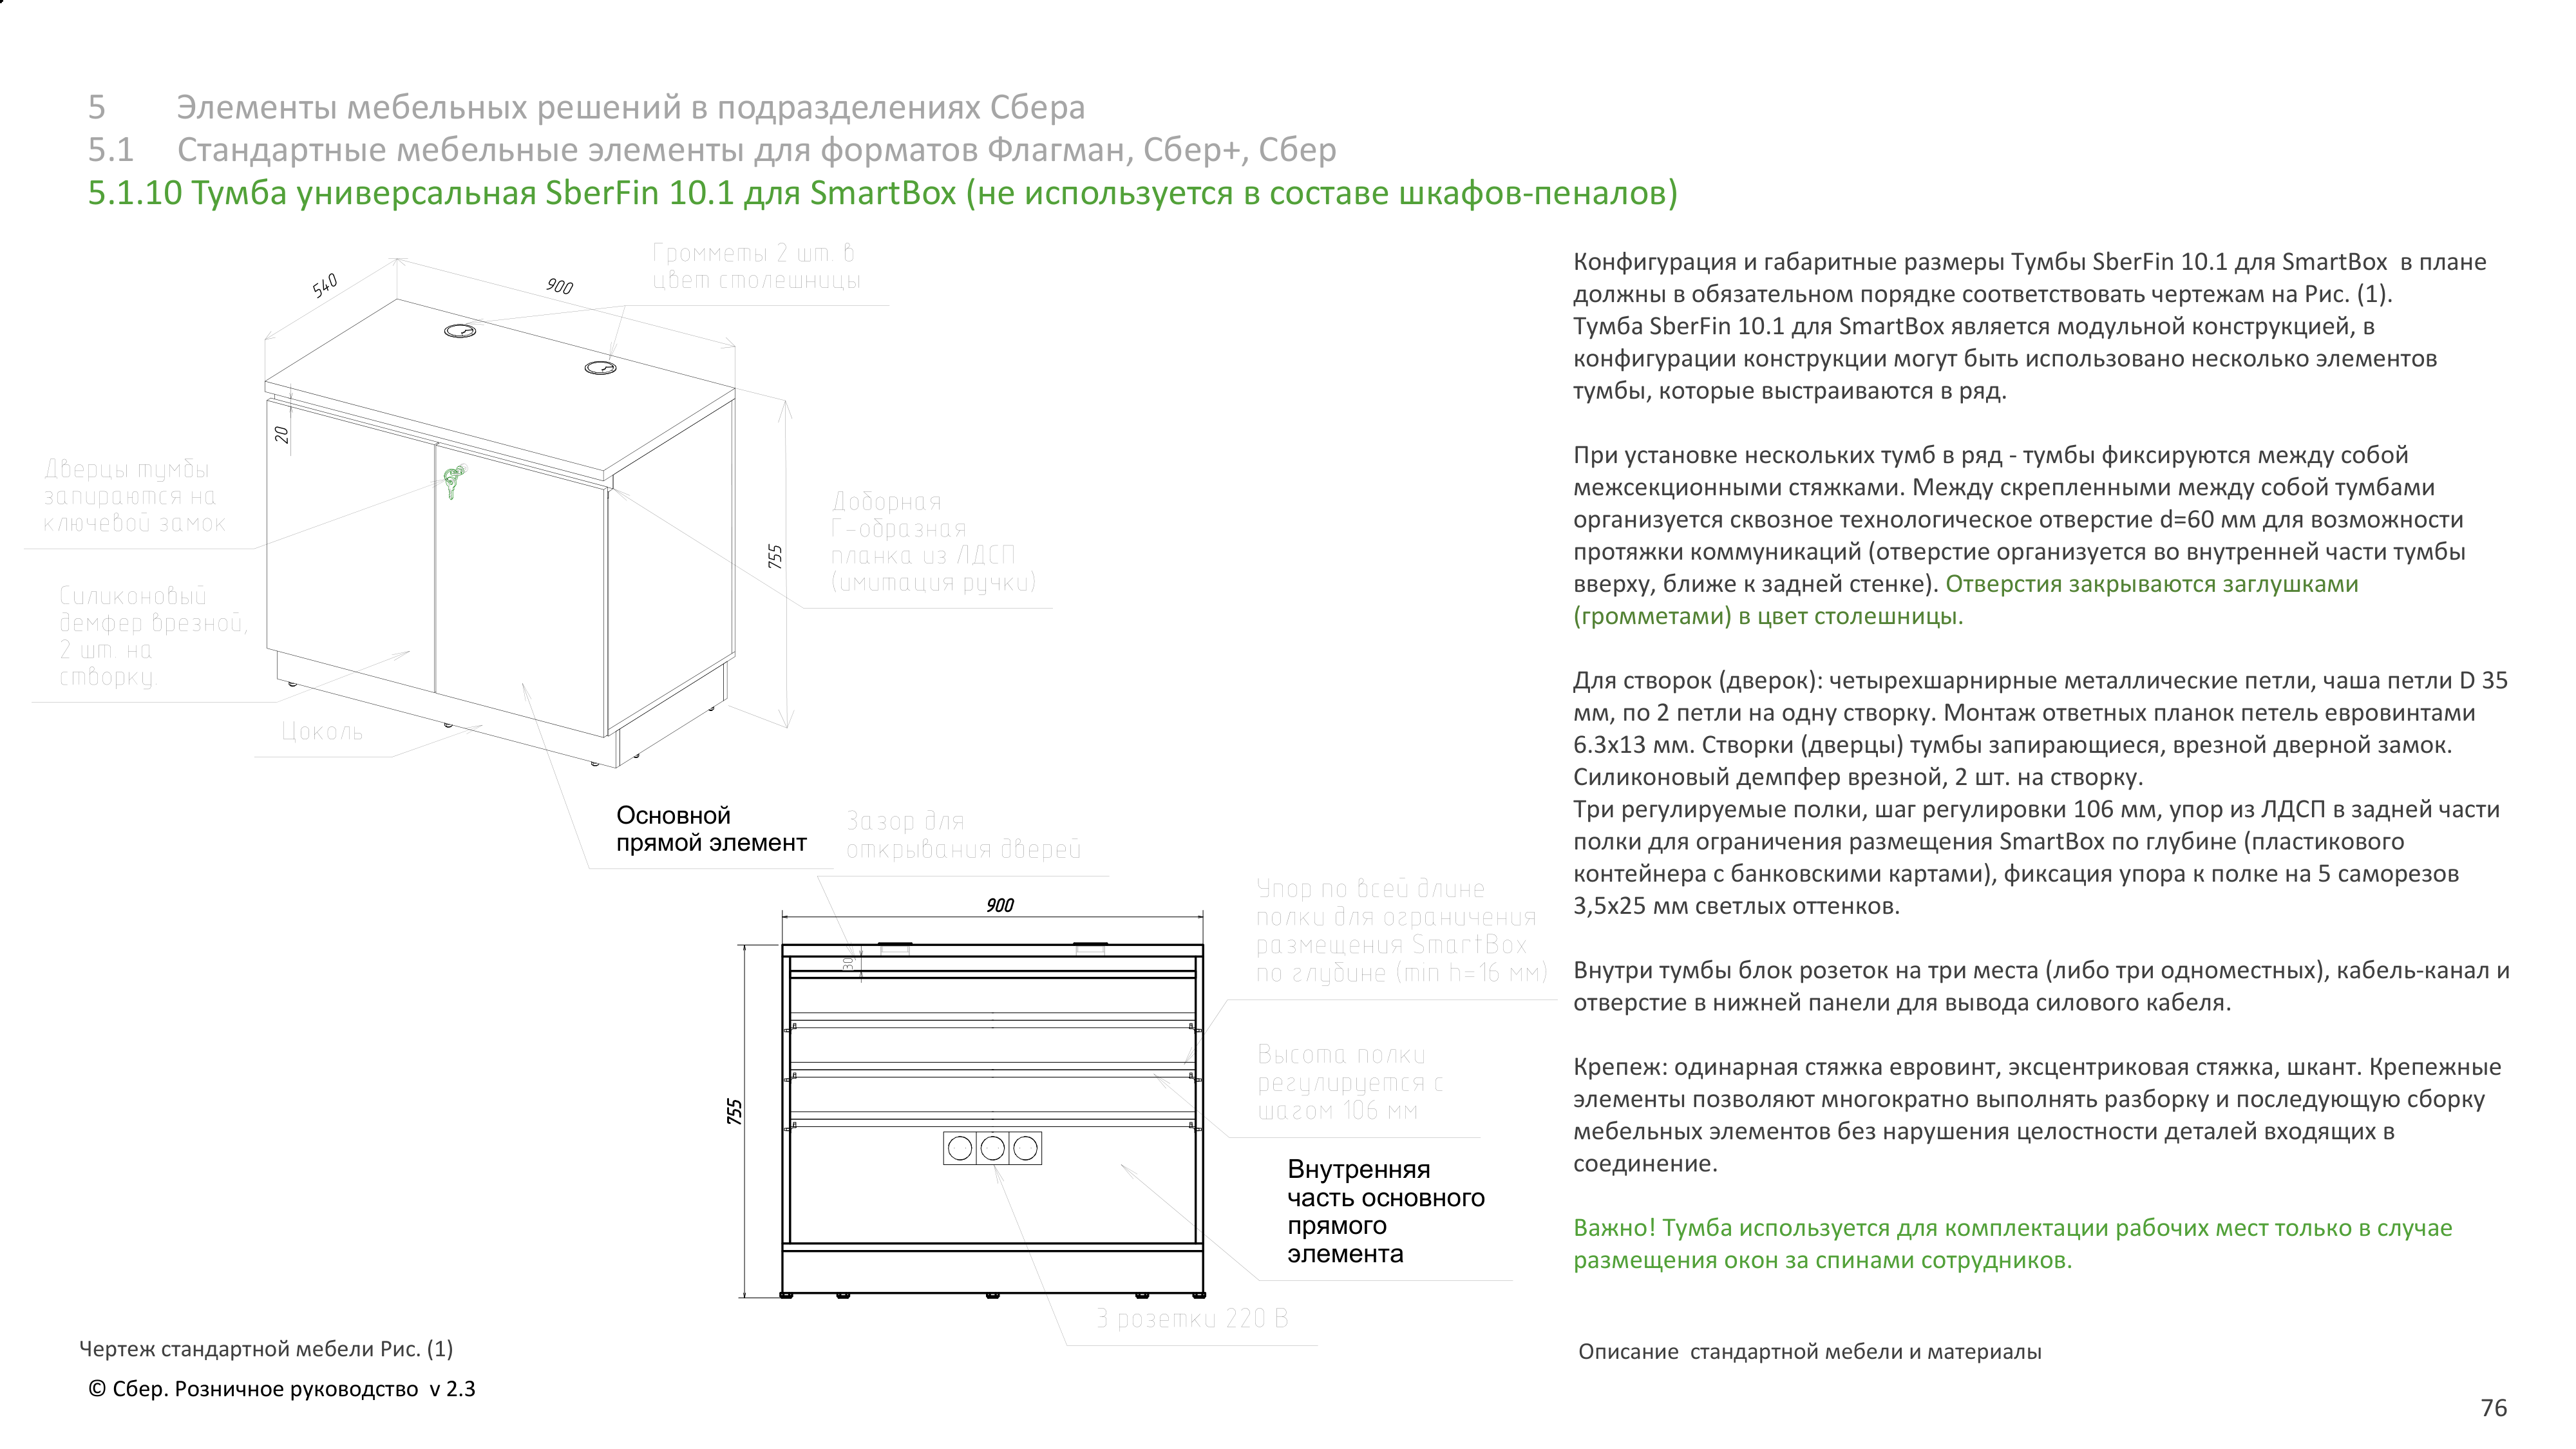 5 Элементы мебельных решений в подразделениях Сбера
5.1 Стандартные мебельные элементы для форматов Флагман, Сбер+, Сбер
5.1.10 Тумба универсальная SberFin 10.1 для SmartBox (не используется в составе шкафов-пеналов)
Громметы 2 шт. в
цвет столешницы
540
900
20
Дверцы тумбы
запираются на
ключевой замок
Доборная
Г-образная
планка из ЛДСП
(имитация ручки)
755
Силиконовый
демфер врезной,
2 шт. на
створку.
Цоколь
Основной
прямой элемент
Зазор для
открывания дверей
900
30
755
Упор по всей длине
полки для ограничения
размещения SmartBox
по глубине (min h=16 мм)
Высота полки
регулируется с
шагом 106 мм
Внутренняя
часть основного
прямого
элемента
3 розетки 220 В
Конфигурация и габаритные размеры Тумбы SberFin 10.1 для SmartBox в плане
должны в обязательном порядке соответствовать чертежам на Рис. (1).
Тумба SberFin 10.1 для SmartBox является модульной конструкцией, в
конфигурации конструкции могут быть использовано несколько элементов
тумбы, которые выстраиваются в ряд.
При установке нескольких тумб в ряд - тумбы фиксируются между собой
межсекционными стяжками. Между скрепленными между собой тумбами
организуется сквозное технологическое отверстие d=60 мм для возможности
протяжки коммуникаций (отверстие организуется во внутренней части тумбы
вверху, ближе к задней стенке). Отверстия закрываются заглушками
(громметами) в цвет столешницы.
Для створок (дверок): четырехшарнирные металлические петли, чаша петли D 35
мм, по 2 петли на одну створку. Монтаж ответных планок петель евровинтами
6.3х13 мм. Створки (дверцы) тумбы запирающиеся, врезной дверной замок.
Силиконовый демпфер врезной, 2 шт. на створку.
Три регулируемые полки, шаг регулировки 106 мм, упор из ЛДСП в задней части
полки для ограничения размещения SmartBox по глубине (пластикового
контейнера с банковскими картами), фиксация упора к полке на 5 саморезов
3,5х25 мм светлых оттенков.
Внутри тумбы блок розеток на три места (либо три одноместных), кабель-канал и
отверстие в нижней панели для вывода силового кабеля.
Крепеж: одинарная стяжка евровинт, эксцентриковая стяжка, шкант. Крепежные
элементы позволяют многократно выполнять разборку и последующую сборку
мебельных элементов без нарушения целостности деталей входящих в
соединение.
Важно! Тумба используется для комплектации рабочих мест только в случае
размещения окон за спинами сотрудников.
Чертеж стандартной мебели Рис. (1)
Описание стандартной мебели и материалы
© Сбер. Розничное руководство v 2.3
76